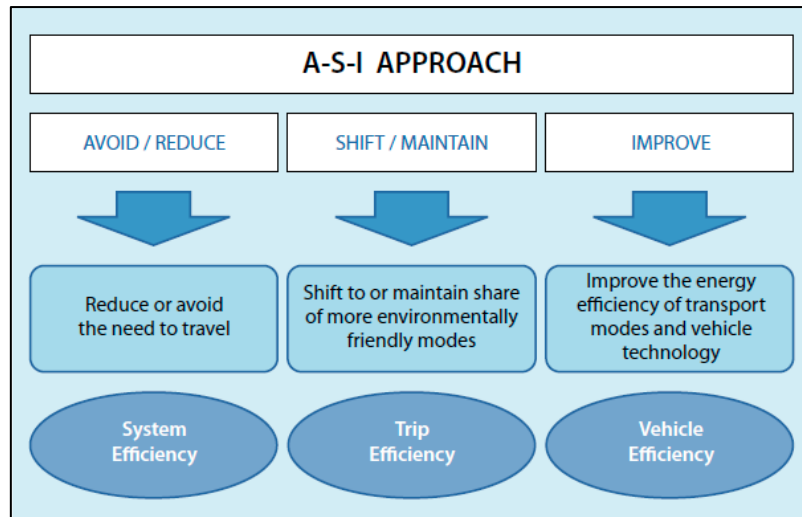 A-S-I APPROACH
AVOID / REDUCE
SHIFT / MAINTAIN
IMPROVE
Reduce or avoid
the need to travel
Shift to or maintain share
of more environmentally
friendly modes
Improve the energy
efficiency of transport
modes and vehicle
technology
System
Efficiency
Trip
Efficiency
Vehicle
Efficiency